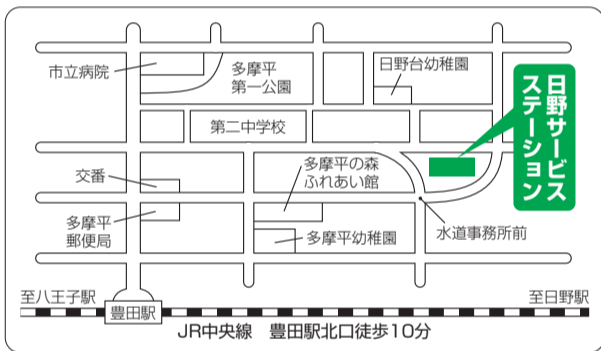 市立病院
多摩平
第一公園
日野台幼稚園
日野サービス
ステーション
第二中学校
交番
多摩平の森
ふれあい館
多摩平
郵便局
多摩平幼稚園
水道事務所前
至八王子駅
至日野駅
豊田駅
JR中央線 豊田駅北口徒歩10分